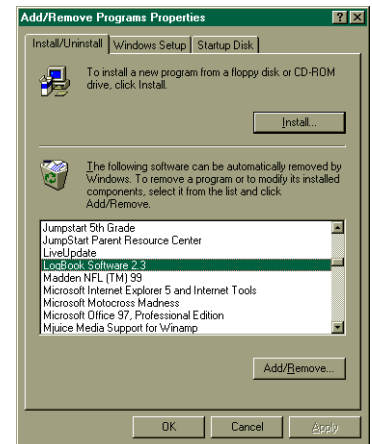 Add/Remove Programs Properties
Install/Uninstall Windows Setup Startup Disk
To install a new program from a floppy disk or CD-ROM
drive, click Install.
Install...
The following software can be automatically removed by
Windows. To remove a program or to modify its installed
components, select it from the list and click
Add/Remove.
Jumpstart 5th Grade
JumpStart Parent Resource Center
LiveUpdate
LogBook Software 2.3
Madden NFL (TM) 99
Microsoft Internet Explorer 5 and Internet Tools
Microsoft Motocross Madness
Microsoft Office 97, Professional Edition
Mjuice Media Support for Winamp
Add/Remove...
OK Cancel Apply